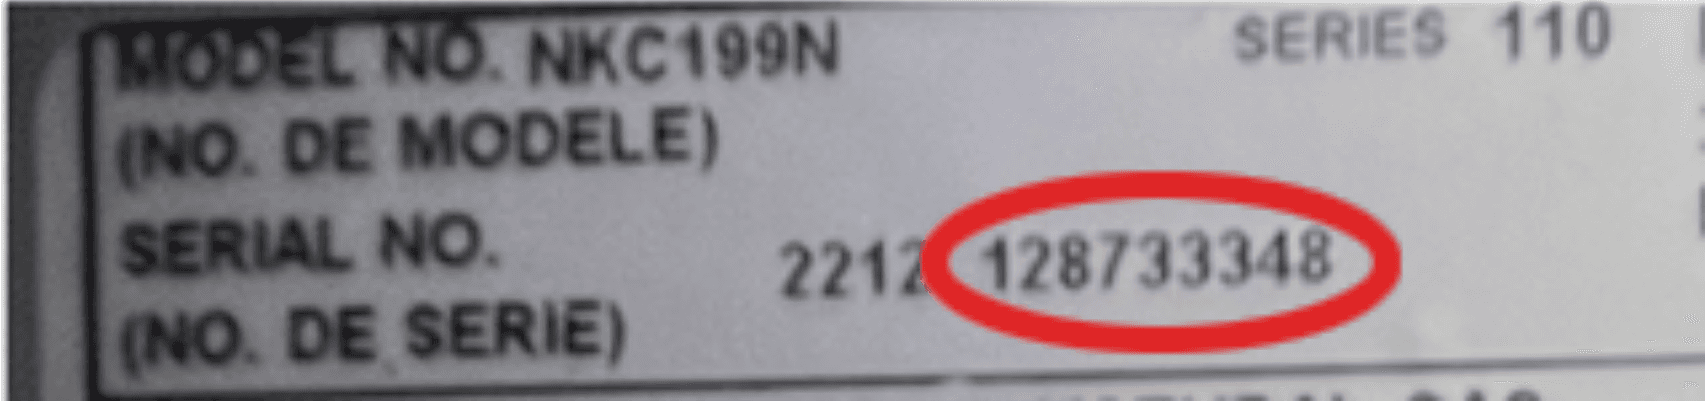 MODEL NO. NKC199N SERIES 110
(NO. DE MODELE)
SERIAL NO. 2212 128733348
(NO. DE SERIE)